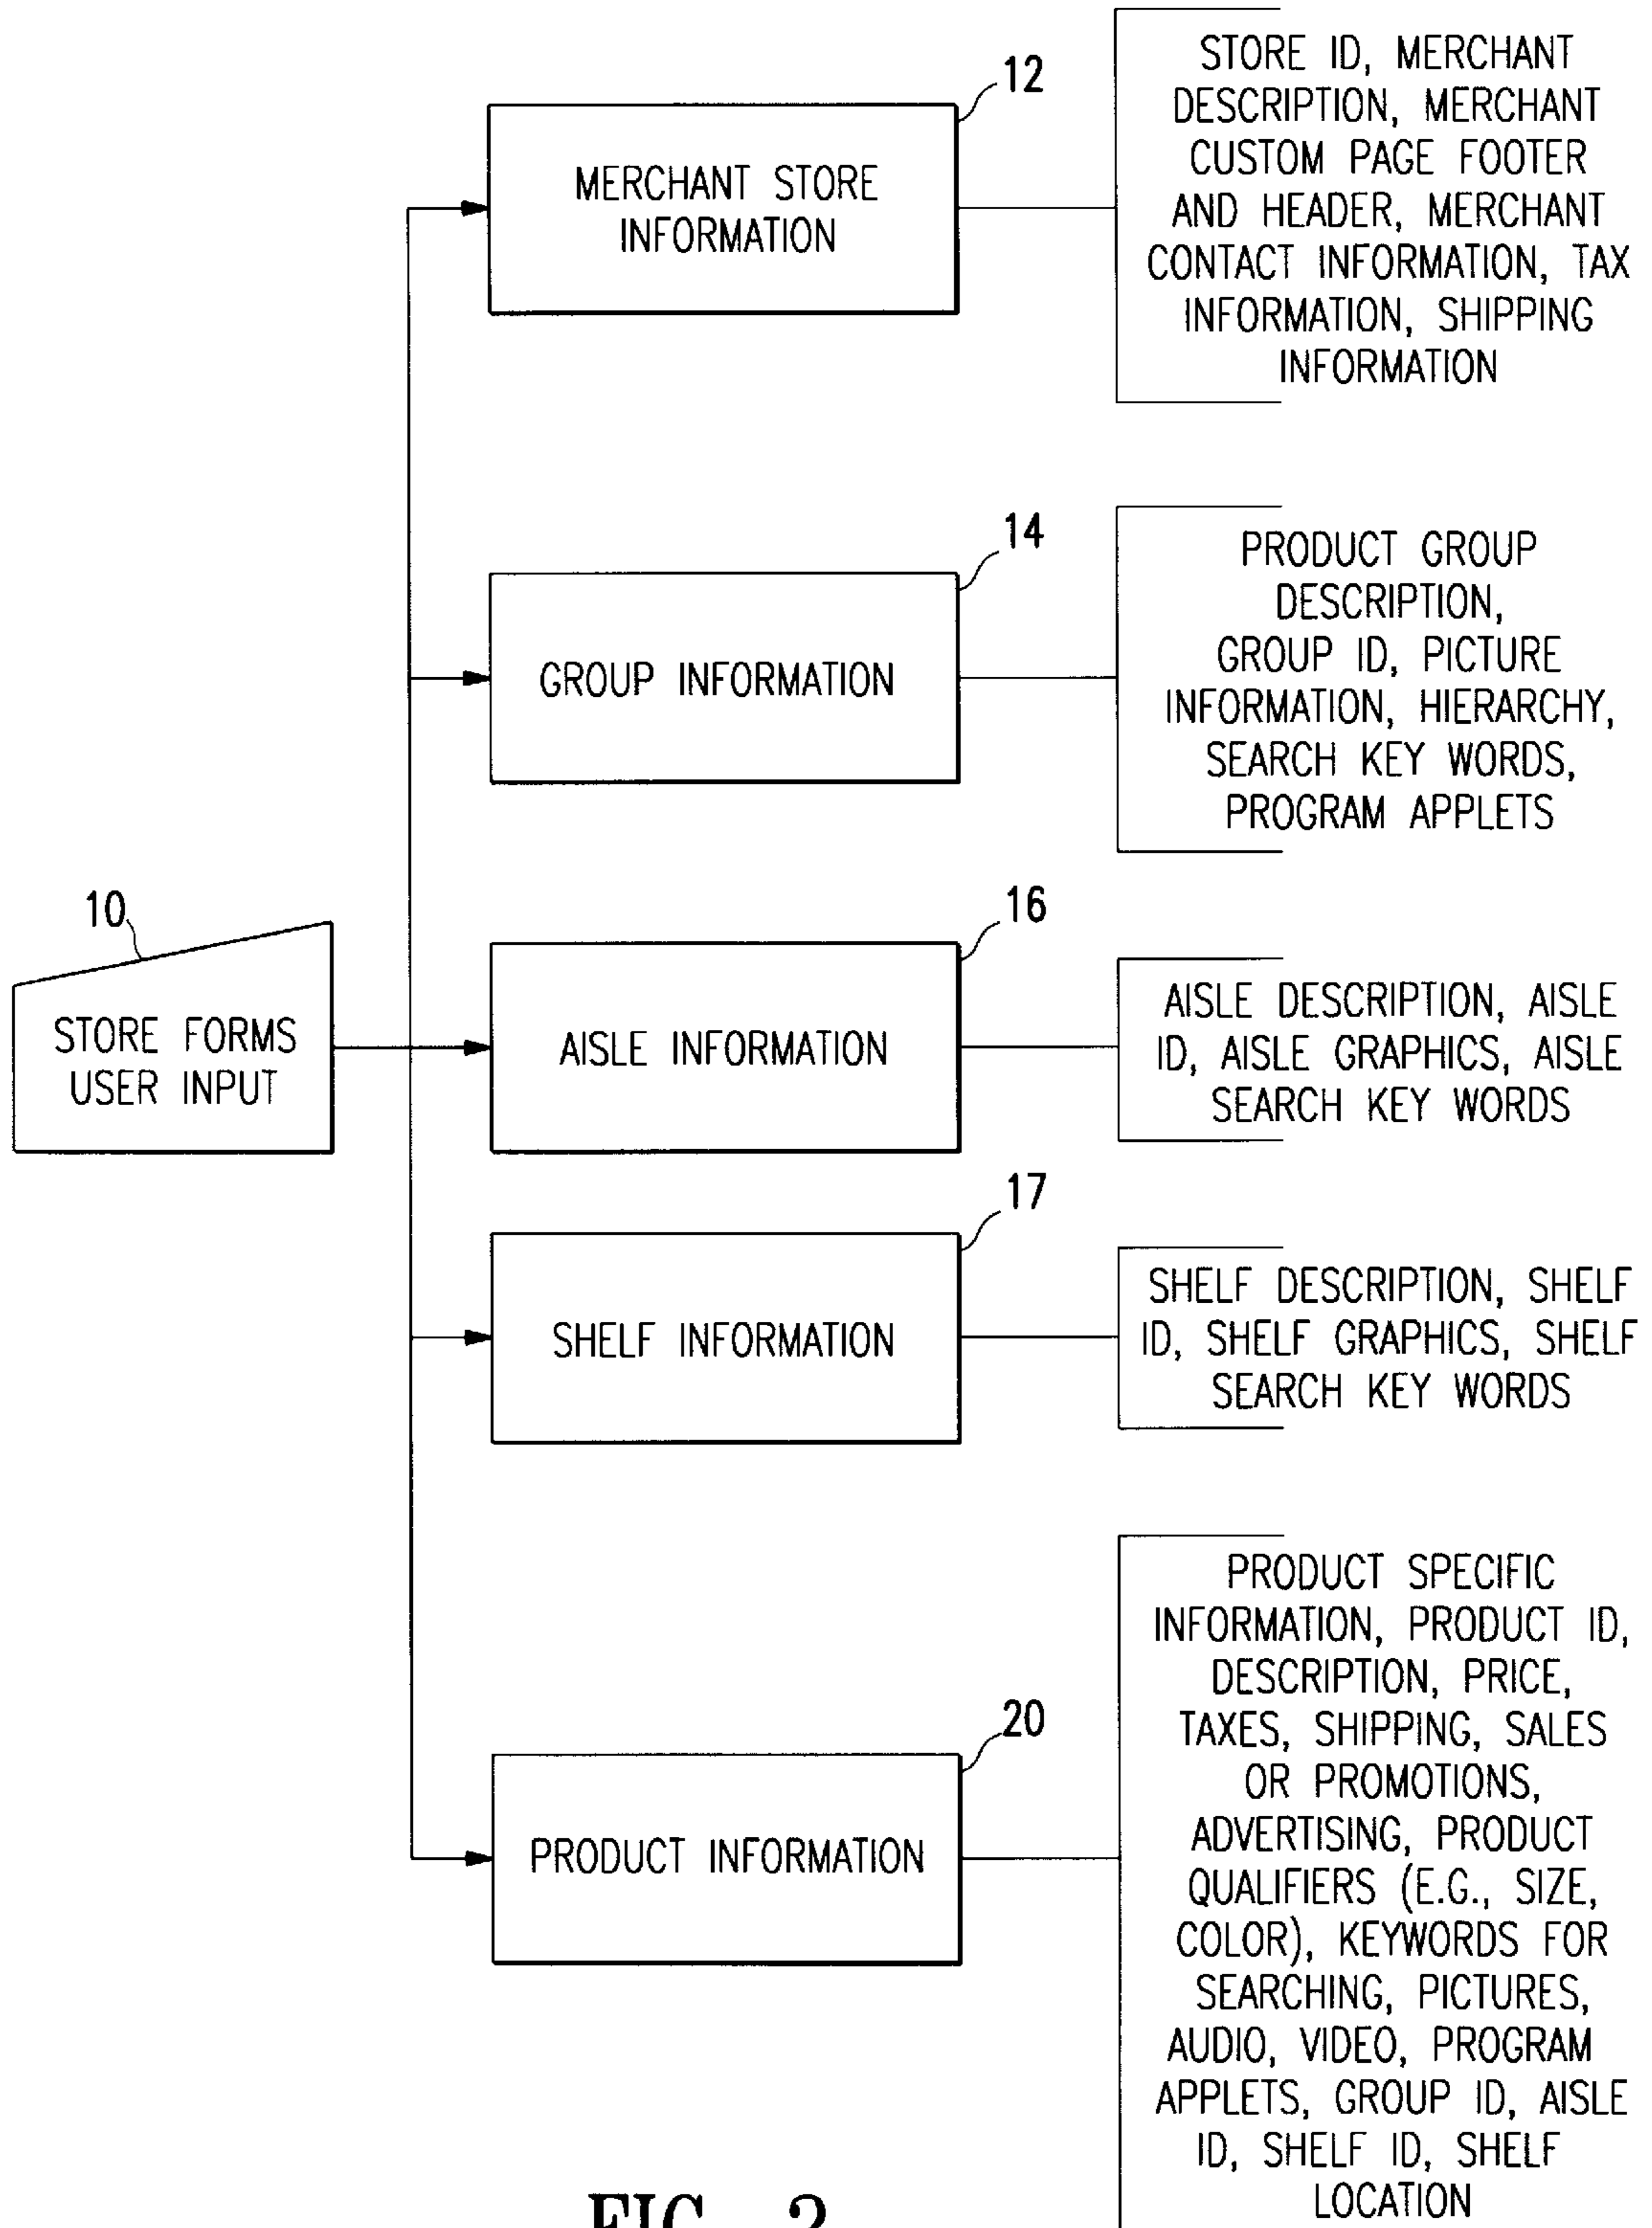 12
MERCHANT STORE
INFORMATION
STORE ID, MERCHANT
DESCRIPTION, MERCHANT
CUSTOM PAGE FOOTER
AND HEADER, MERCHANT
CONTACT INFORMATION, TAX
INFORMATION, SHIPPING
INFORMATION
14
GROUP INFORMATION
PRODUCT GROUP
DESCRIPTION,
GROUP ID, PICTURE
INFORMATION, HIERARCHY,
SEARCH KEY WORDS,
PROGRAM APPLETS
10
STORE FORMS
USER INPUT
16
AISLE INFORMATION
AISLE DESCRIPTION, AISLE
ID, AISLE GRAPHICS, AISLE
SEARCH KEY WORDS
17
SHELF INFORMATION
SHELF DESCRIPTION, SHELF
ID, SHELF GRAPHICS, SHELF
SEARCH KEY WORDS
20
PRODUCT INFORMATION
PRODUCT SPECIFIC
INFORMATION, PRODUCT ID,
DESCRIPTION, PRICE,
TAXES, SHIPPING, SALES
OR PROMOTIONS,
ADVERTISING, PRODUCT
QUALIFIERS (E.G., SIZE,
COLOR), KEYWORDS FOR
SEARCHING, PICTURES,
AUDIO, VIDEO, PROGRAM
APPLETS, GROUP ID, AISLE
ID, SHELF ID, SHELF
LOCATION
FIG. 2